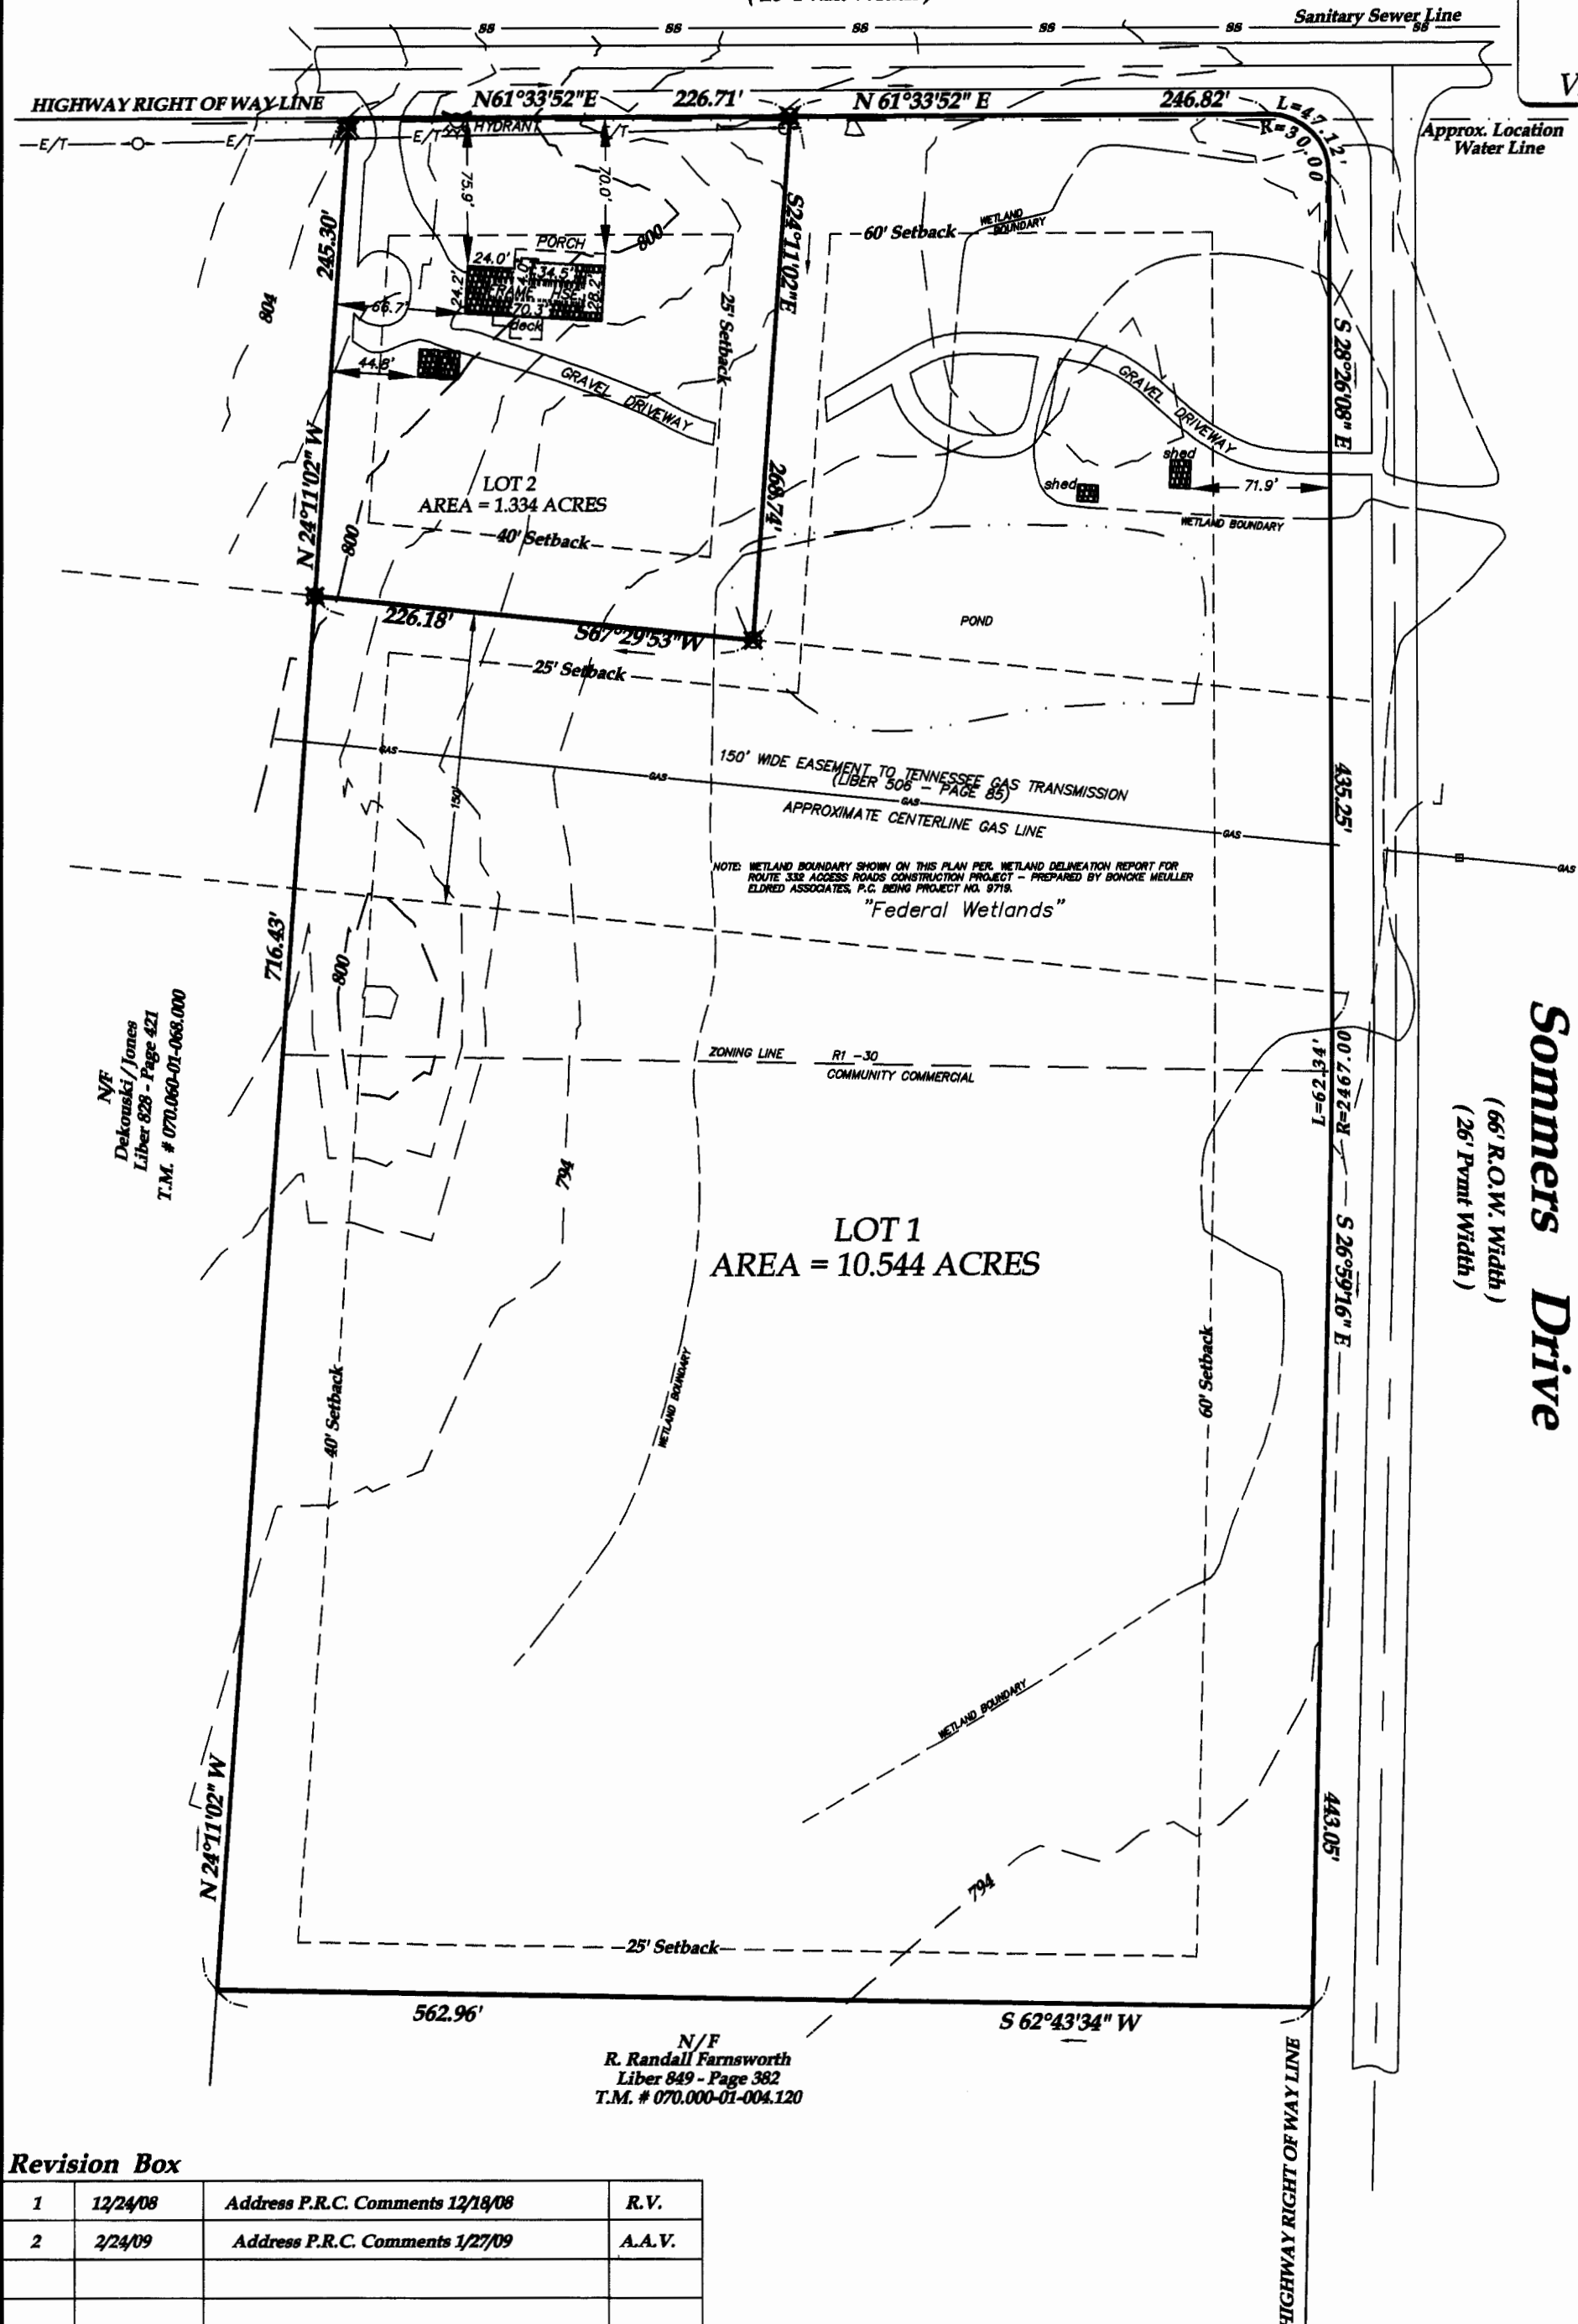 Sanitary Sewer Line
SS SS SS SS SS SS
HIGHWAY RIGHT OF WAY LINE
N61°33'52"E
226.71'
N 61°33'52" E
246.82'
L=47.12'
R=30.00
Approx. Location
Water Line
E/T
E/T
E/T
HYDRANT
E/T
75.9'
70.0'
245.30'
S24°11'02"E
60' Setback
WETLAND
BOUNDARY
800
PORCH
24.0'
4.0'
34.5'
24.2'
FRAME HSE
28.2'
70.3'
deck
66.7'
44.8'
804
25' Setback
GRAVEL DRIVEWAY
GRAVEL DRIVEWAY
S 28°26'08" E
shed
shed
71.9'
WETLAND BOUNDARY
268.74'
LOT 2
AREA = 1.334 ACRES
40' Setback
N 24°11'02" W
800
226.18'
S67°29'53"W
POND
25' Setback
GAS
GAS
GAS
GAS
GAS
150'
150' WIDE EASEMENT TO TENNESSEE GAS TRANSMISSION
(LIBER 506 - PAGE 85)
APPROXIMATE CENTERLINE GAS LINE
435.25'
NOTE: WETLAND BOUNDARY SHOWN ON THIS PLAN PER. WETLAND DELINEATION REPORT FOR
ROUTE 332 ACCESS ROADS CONSTRUCTION PROJECT - PREPARED BY BONCKE MEULLER
ELDRED ASSOCIATES, P.C. BEING PROJECT NO. 9719.
"Federal Wetlands"
716.43'
800
N/F
Dekouski/Jones
Liber 828 - Page 421
T.M. # 070.060-01-068.000
ZONING LINE R1 -30
COMMUNITY COMMERCIAL
L=62.34'
R=2467.00
Sommers Drive
(66' R.O.W. Width)
(26' Pvmt Width)
794
LOT 1
AREA = 10.544 ACRES
S 26°59'16" E
40' Setback
WETLAND BOUNDARY
60' Setback
WETLAND BOUNDARY
N 24°11'02" W
443.05'
794
25' Setback
562.96'
S 62°43'34" W
N/F
R. Randall Farnsworth
Liber 849 - Page 382
T.M. # 070.000-01-004.120
HIGHWAY RIGHT OF WAY LINE
Revision Box
1 12/24/08 Address P.R.C. Comments 12/18/08 R.V.
2 2/24/09 Address P.R.C. Comments 1/27/09 A.A.V.